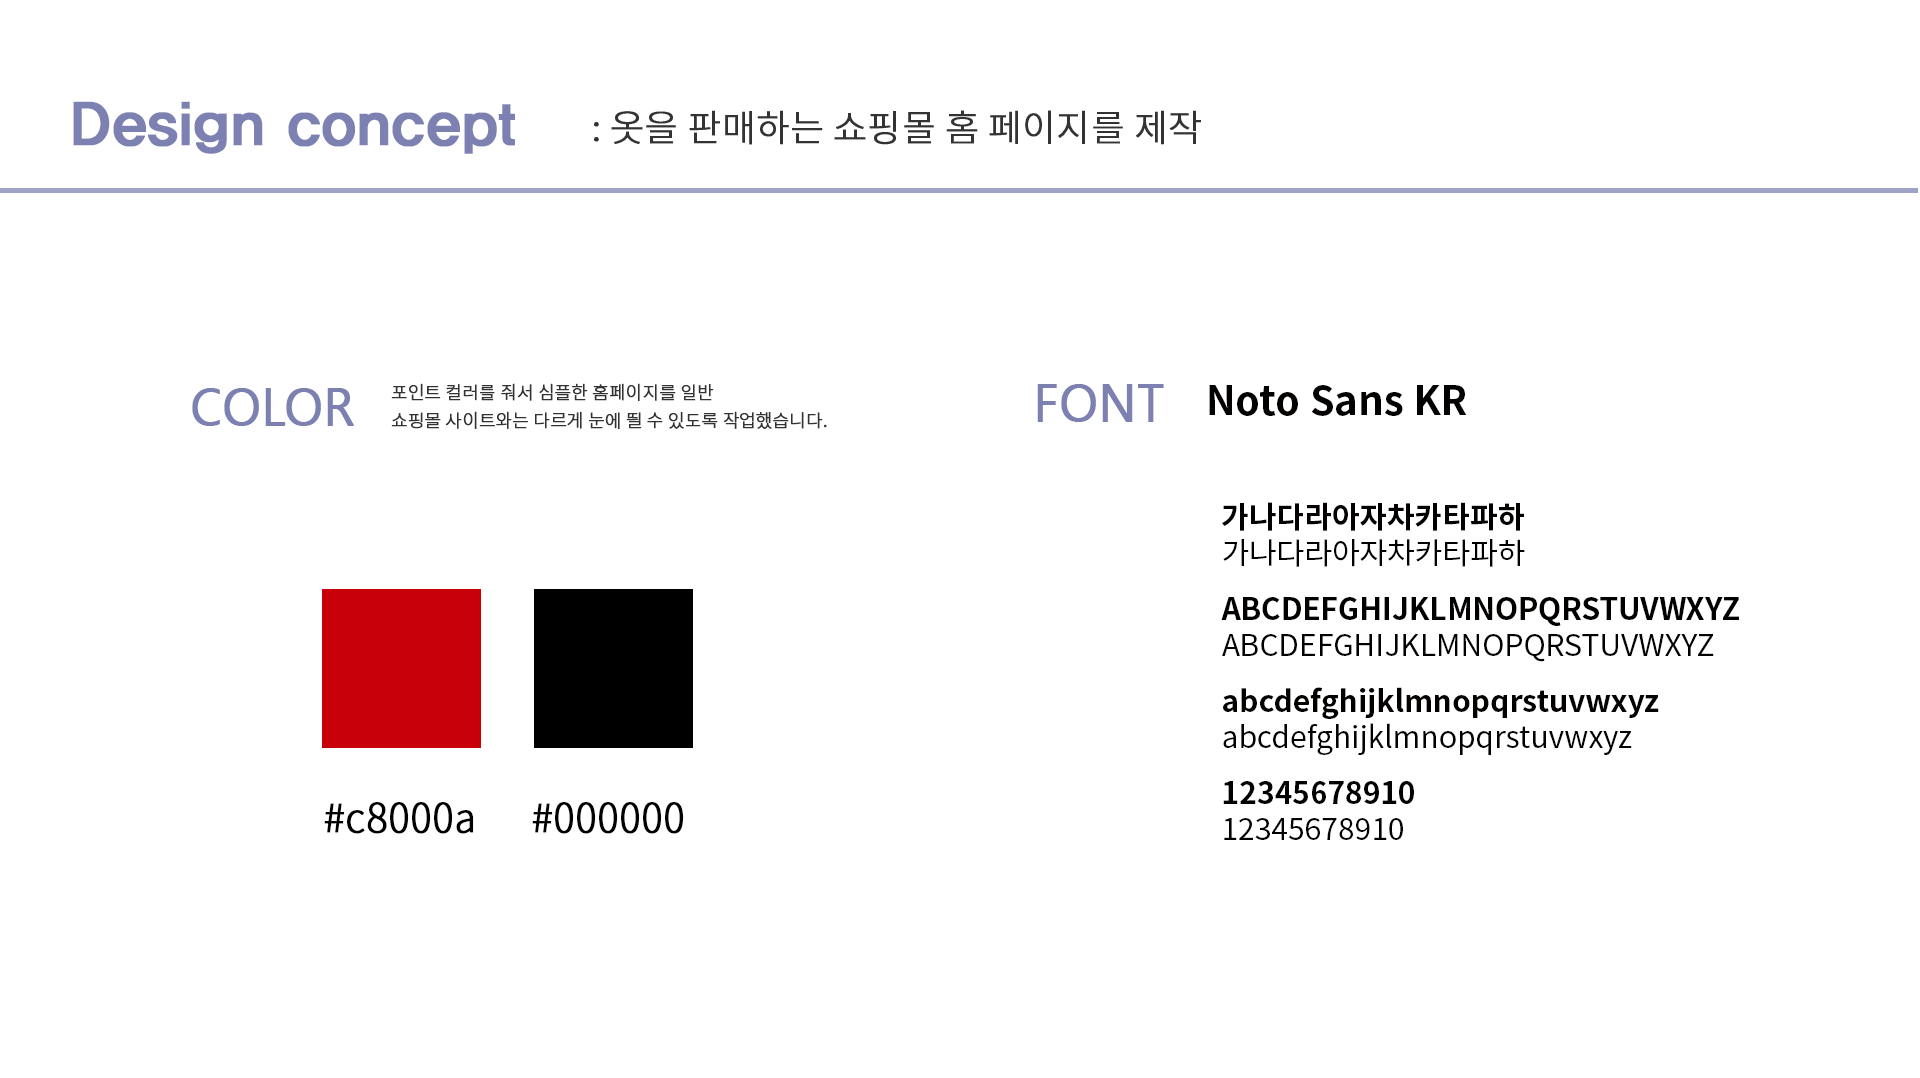 Design concept : 옷을 판매하는 쇼핑몰 홈 페이지를 제작
COLOR
포인트 컬러를 줘서 심플한 홈페이지를 일반
쇼핑몰 사이트와는 다르게 눈에 띌 수 있도록 작업했습니다.
#c8000a #000000
FONT Noto Sans KR
가나다라아자차카타파하
가나다라아자차카타파하
ABCDEFGHIJKLMNOPQRSTUVWXYZ
ABCDEFGHIJKLMNOPQRSTUVWXYZ
abcdefghijklmnopqrstuvwxyz
abcdefghijklmnopqrstuvwxyz
12345678910
12345678910